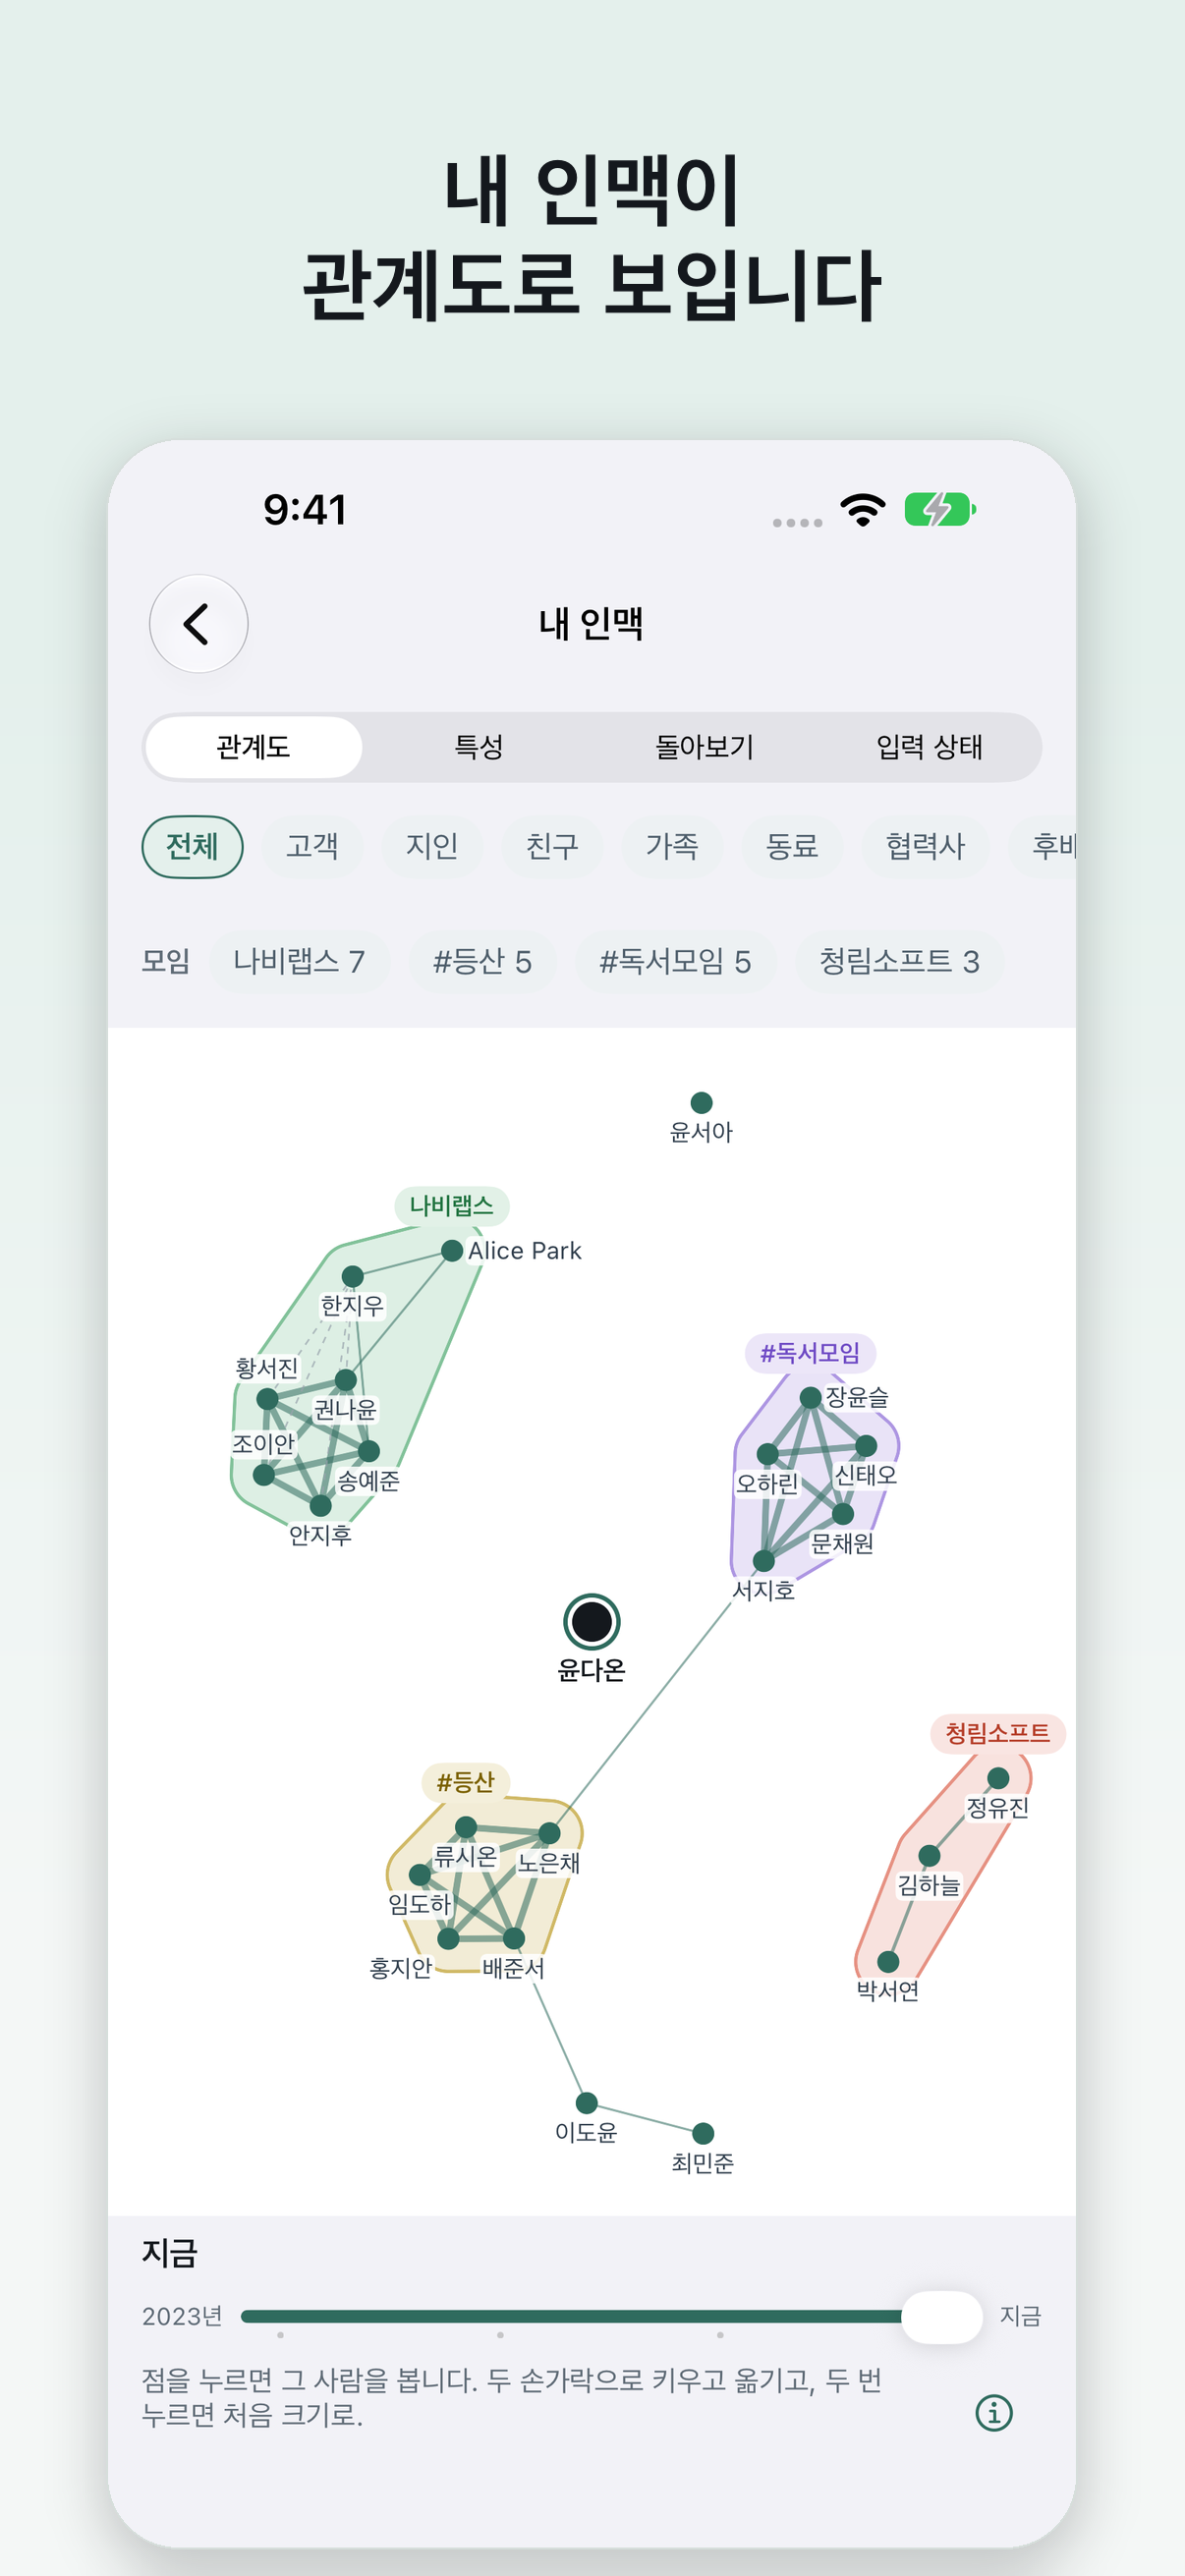 내 인맥이
관계도로 보입니다
9:41
내 인맥
관계도 특성 돌아보기 입력 상태
전체 고객 지인 친구 가족 동료 협력사
모임 나비랩스 7 #등산 5 #독서모임 5 청림소프트 3
윤서아
나비랩스
Alice Park
한지우
#독서모임
황서진
장윤슬
권나윤
조이안
신태오
송예준
오하린
안지후
문채원
서지호
윤다온
청림소프트
#등산
정유진
류시온
노은채
김하늘
임도하
홍지안
배준서
박서연
이도윤
최민준
지금
2023년 지금
점을 누르면 그 사람을 봅니다. 두 손가락으로 키우고 옮기고, 두 번
누르면 처음 크기로.